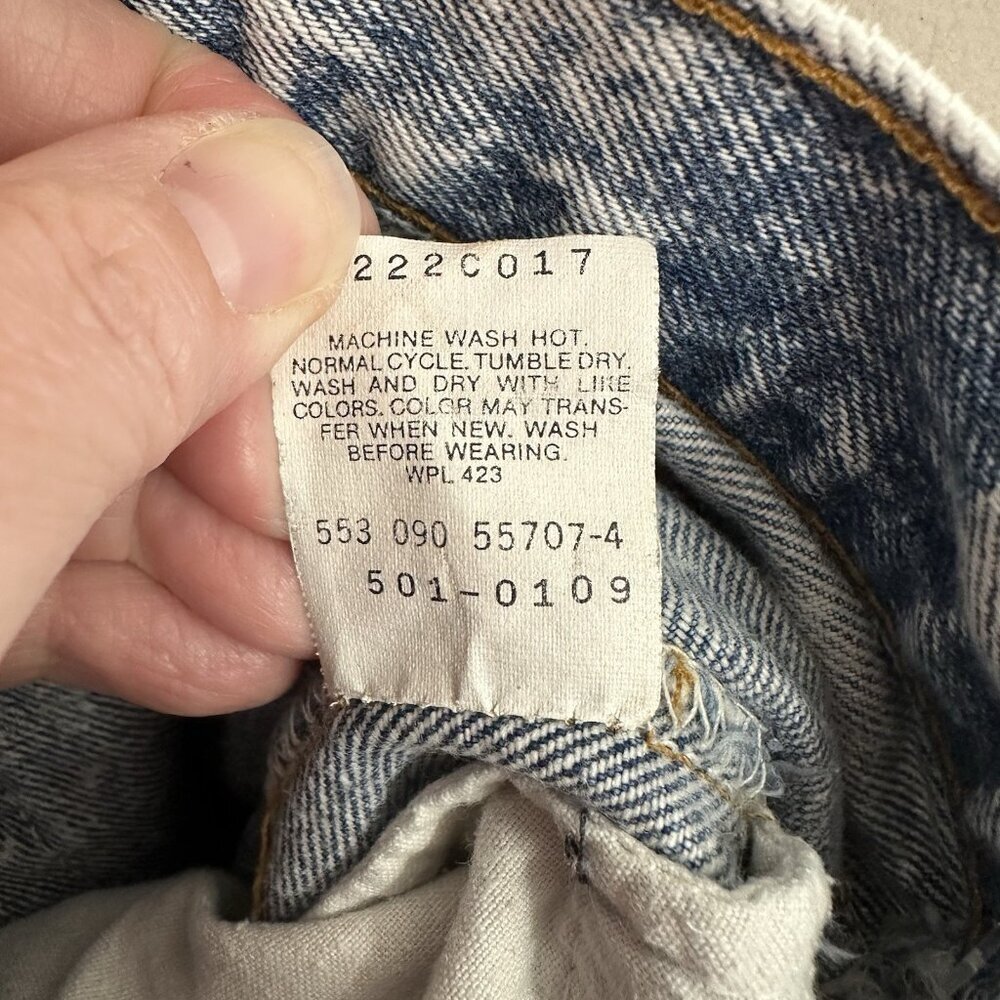 222C017
MACHINE WASH HOT.
NORMAL CYCLE. TUMBLE DRY.
WASH AND DRY WITH LIKE
COLORS. COLOR MAY TRANS-
FER WHEN NEW. WASH
BEFORE WEARING.
WPL 423
553 090 55707-4
501-0109